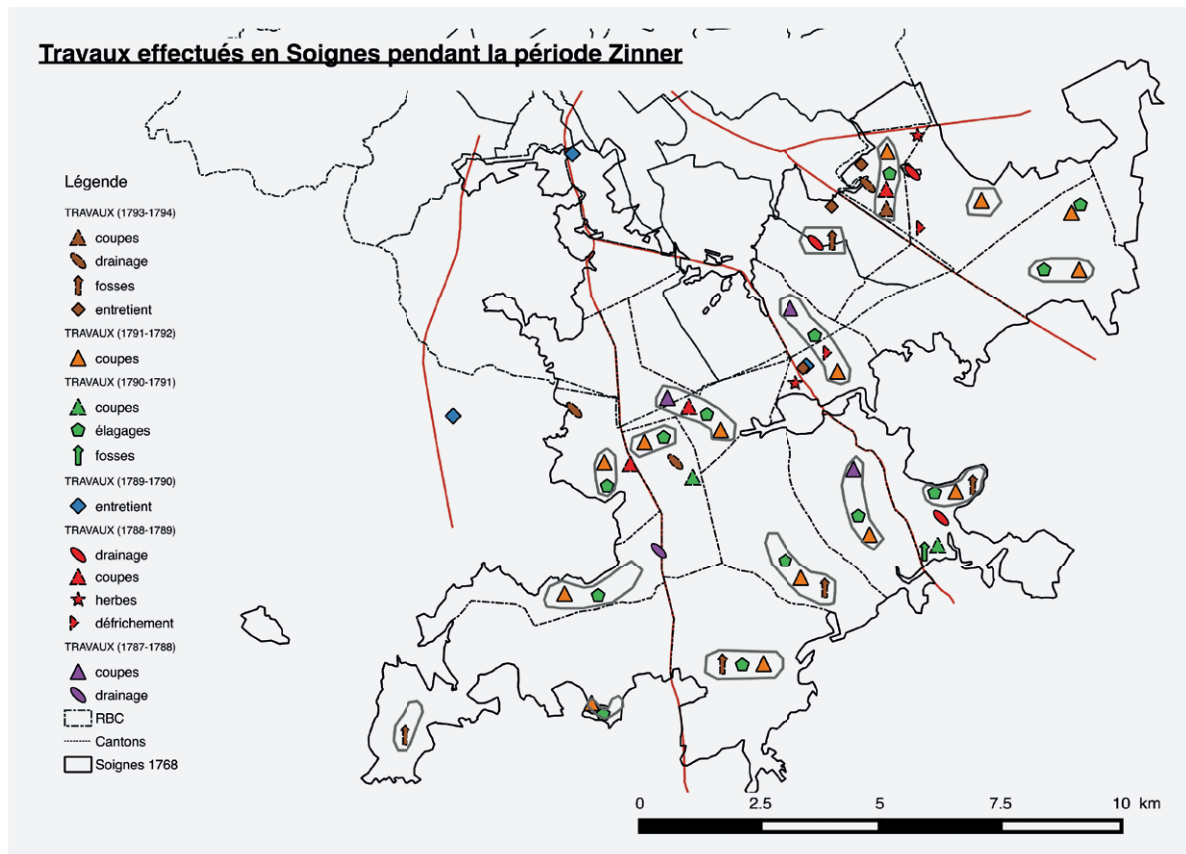 Travaux effectués en Soignes pendant la période Zinner
Légende
TRAVAUX (1793-1794)
coupes
drainage
fosses
entretient
TRAVAUX (1791-1792)
coupes
TRAVAUX (1790-1791)
coupes
élagages
fosses
TRAVAUX (1789-1790)
entretient
TRAVAUX (1788-1789)
drainage
coupes
herbes
défrichement
TRAVAUX (1787-1788)
coupes
drainage
RBC
Cantons
Soignes 1768
0 2.5 5 7.5 10 km